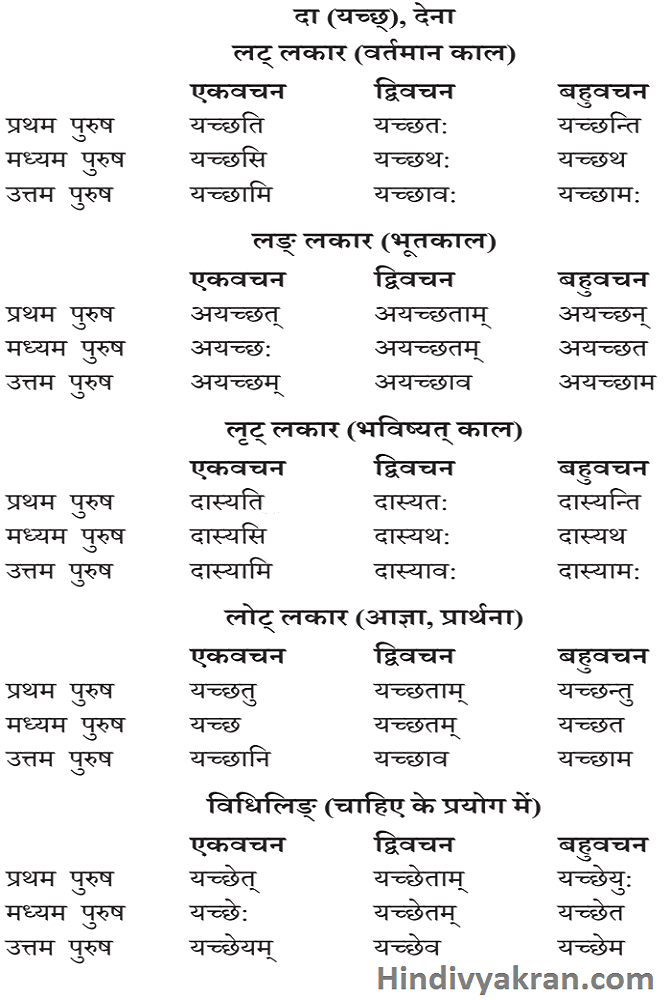 दा (यच्छ्), देना
लट् लकार (वर्तमान काल)
एकवचन द्विवचन बहुवचन
प्रथम पुरुष यच्छति यच्छत: यच्छन्ति
मध्यम पुरुष यच्छसि यच्छथ: यच्छथ
उत्तम पुरुष यच्छामि यच्छाव: यच्छाम:
लङ् लकार (भूतकाल)
एकवचन द्विवचन बहुवचन
प्रथम पुरुष अयच्छत् अयच्छताम् अयच्छन्
मध्यम पुरुष अयच्छ: अयच्छतम् अयच्छत
उत्तम पुरुष अयच्छम् अयच्छाव अयच्छाम
लृट् लकार (भविष्यत् काल)
एकवचन द्विवचन बहुवचन
प्रथम पुरुष दास्यति दास्यत: दास्यन्ति
मध्यम पुरुष दास्यसि दास्यथ: दास्यथ
उत्तम पुरुष दास्यामि दास्याव: दास्याम:
लोट् लकार (आज्ञा, प्रार्थना)
एकवचन द्विवचन बहुवचन
प्रथम पुरुष यच्छतु यच्छताम् यच्छन्तु
मध्यम पुरुष यच्छ यच्छतम् यच्छत
उत्तम पुरुष यच्छानि यच्छाव यच्छाम
विधिलिङ् (चाहिए के प्रयोग में)
एकवचन द्विवचन बहुवचन
प्रथम पुरुष यच्छेत् यच्छेताम् यच्छेयु:
मध्यम पुरुष यच्छे: यच्छेतम् यच्छेत
उत्तम पुरुष यच्छेयम् यच्छेव यच्छेम
Hindivyakran.com